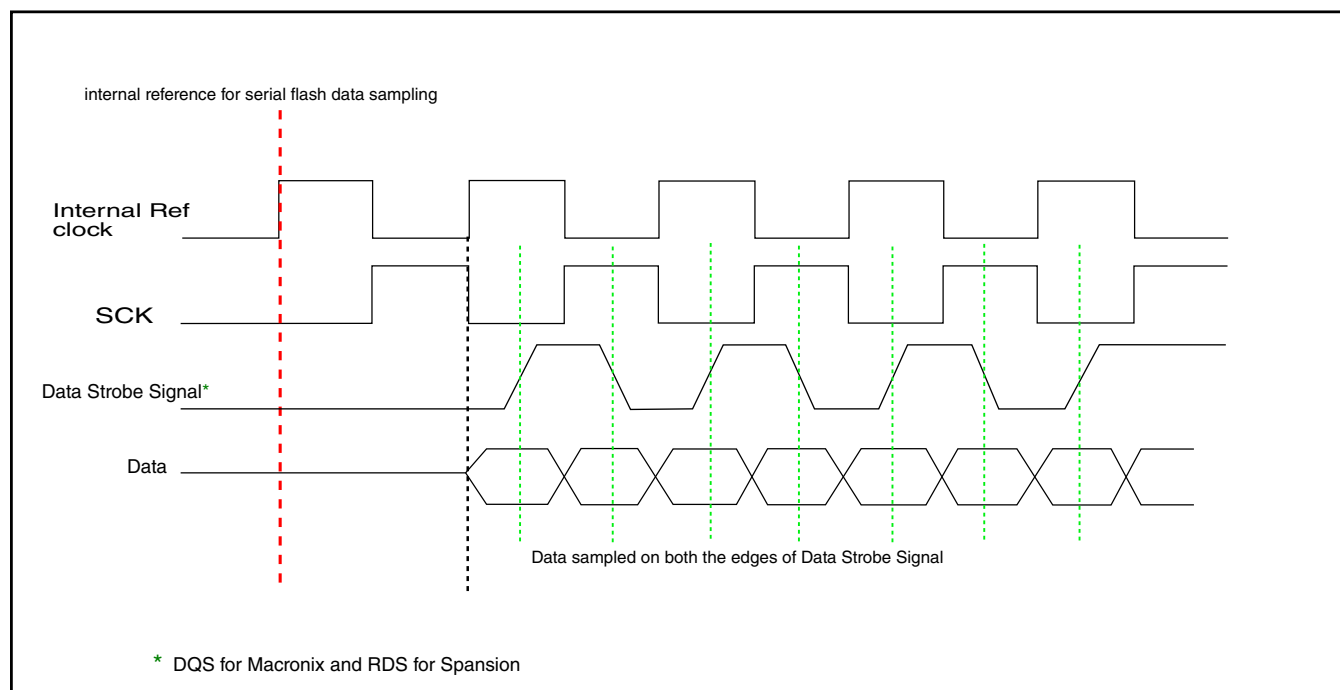 internal reference for serial flash data sampling
Internal Ref
clock
SCK
Data Strobe Signal*
Data
Data sampled on both the edges of Data Strobe Signal
* DQS for Macronix and RDS for Spansion